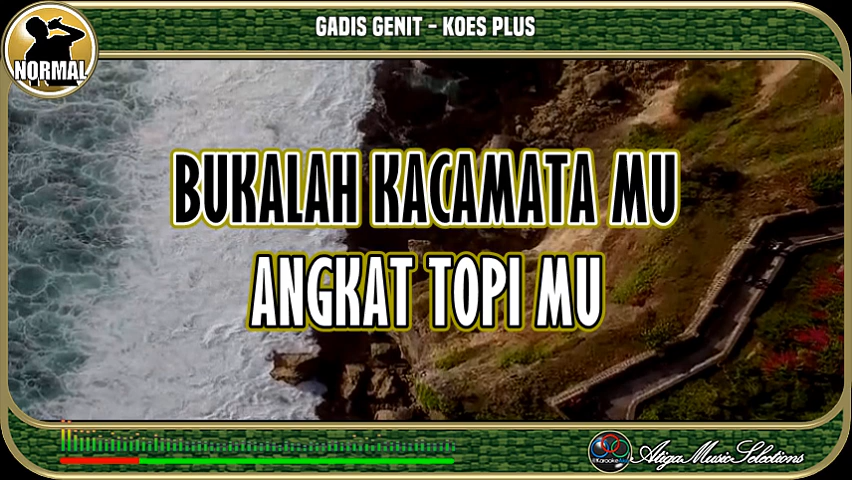 GADIS GENIT - KOES PLUS
NORMAL
BUKALAH KACAMATA MU
ANGKAT TOPI MU
AtigaMusicSelections